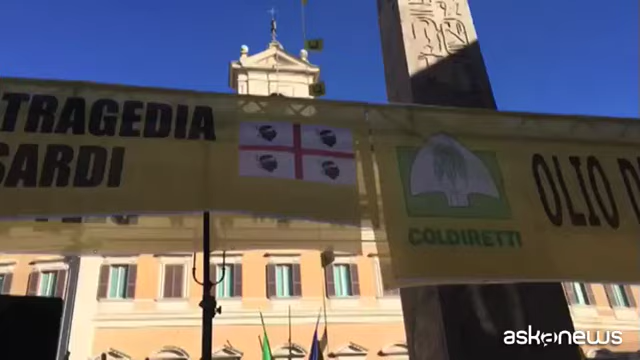 TRAGEDIA
SARDI
COLDIRETTI
OLIO D
askanews